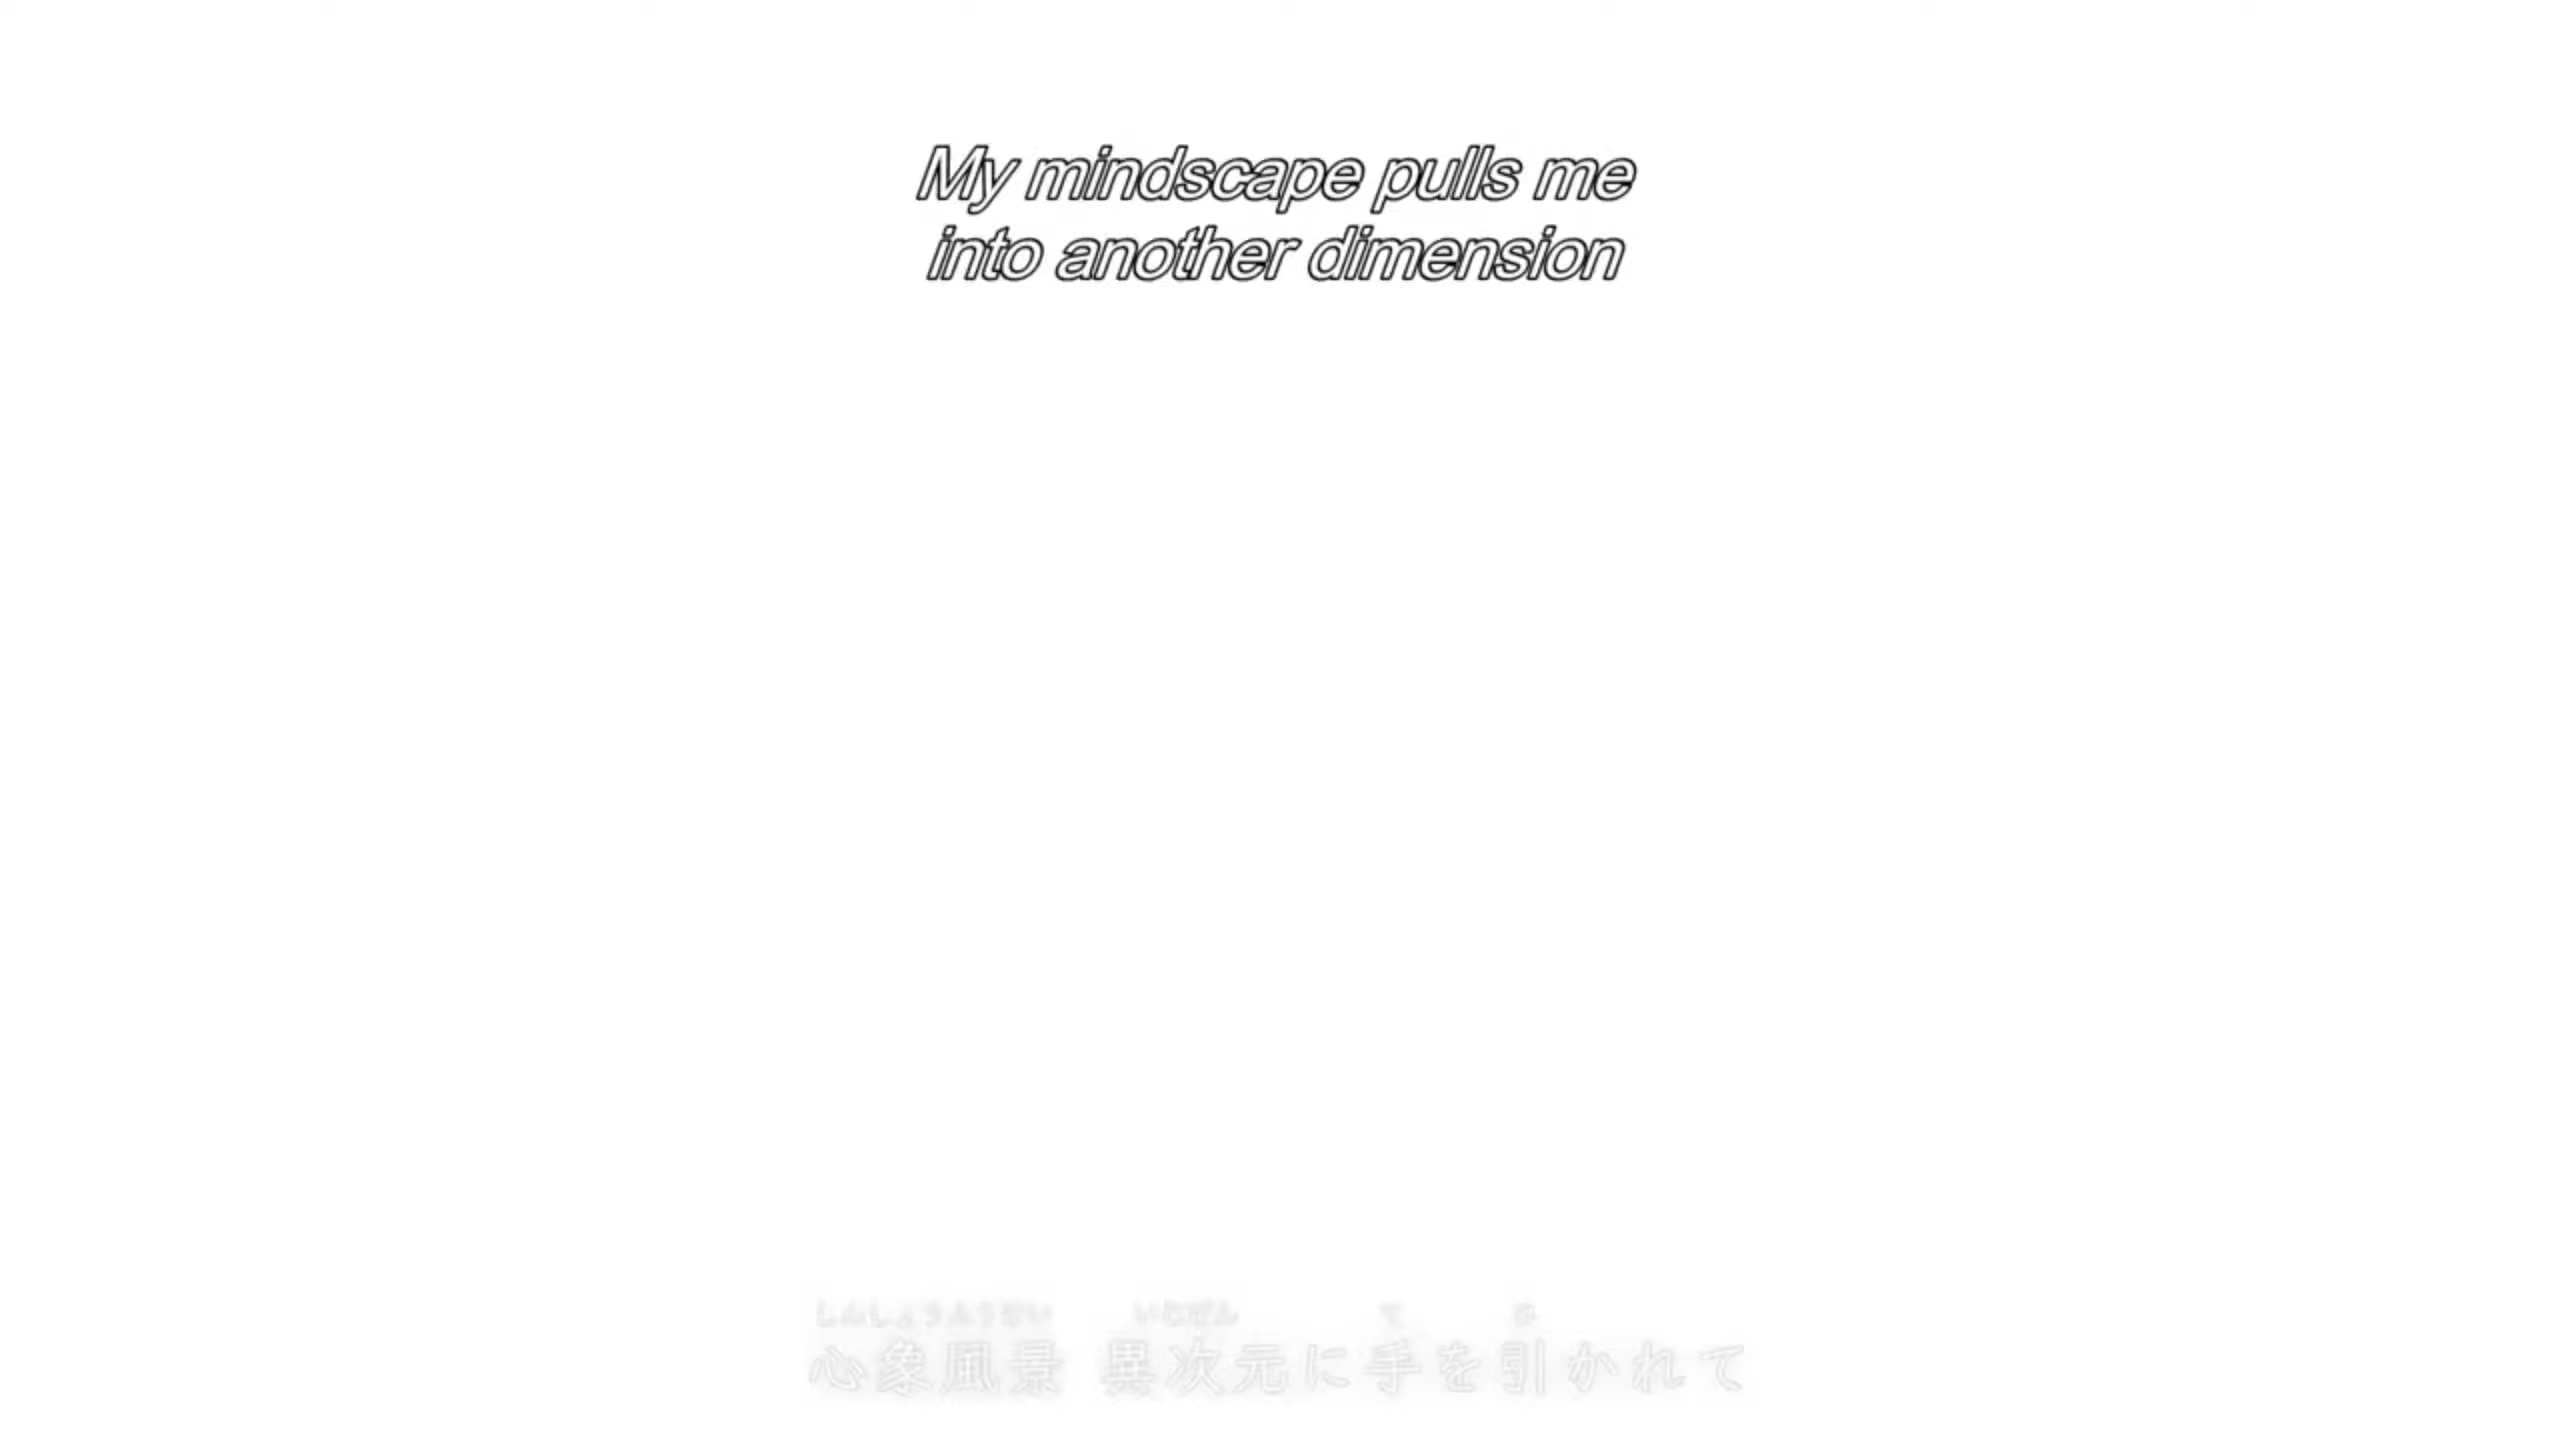 My mindscape pulls me
into another dimension
しんしょうふうけい いじげん て ひ
心象風景 異次元に手を引かれて